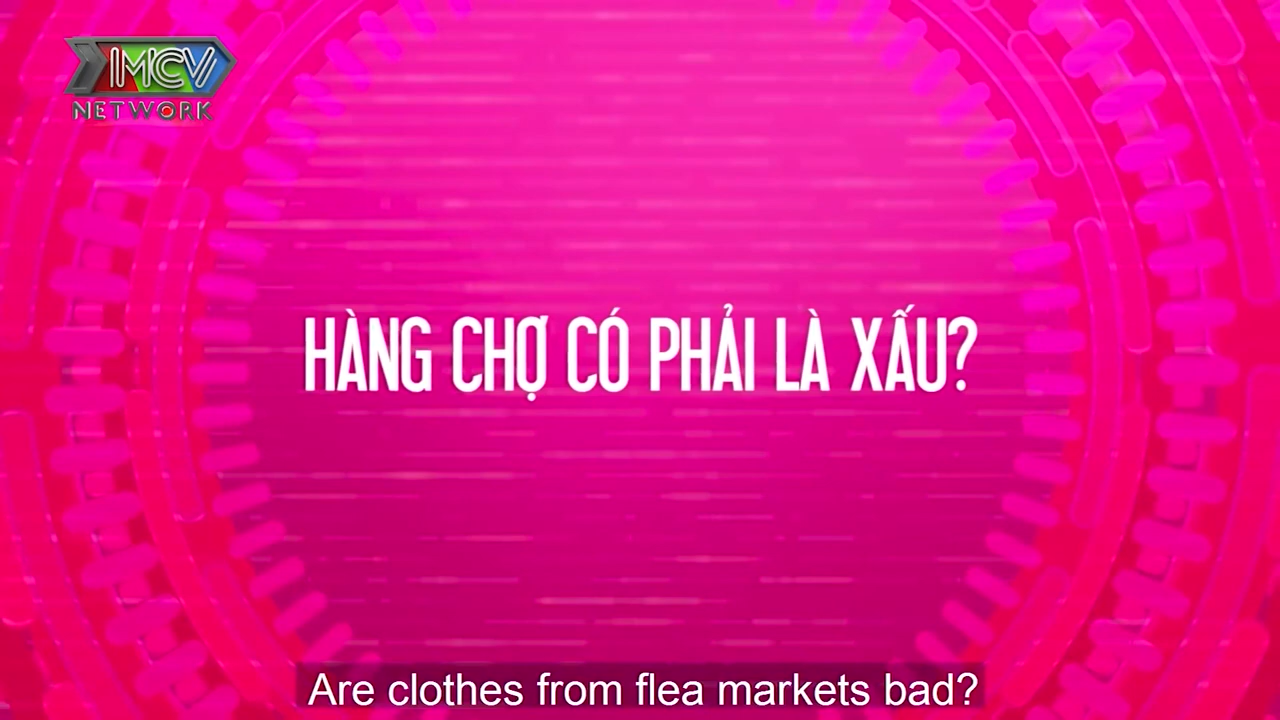 MCV
NETWORK
HÀNG CHỢ CÓ PHẢI LÀ XẤU?
Are clothes from flea markets bad?